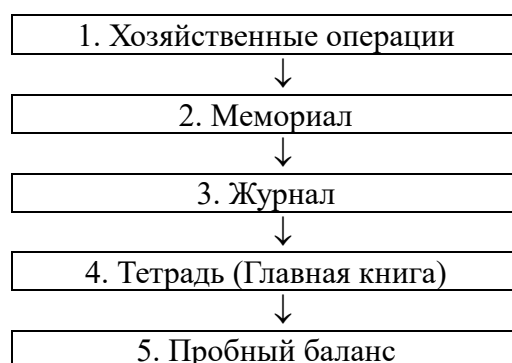 1. Хозяйственные операции
↓
2. Мемориал
↓
3. Журнал
↓
4. Тетрадь (Главная книга)
↓
5. Пробный баланс